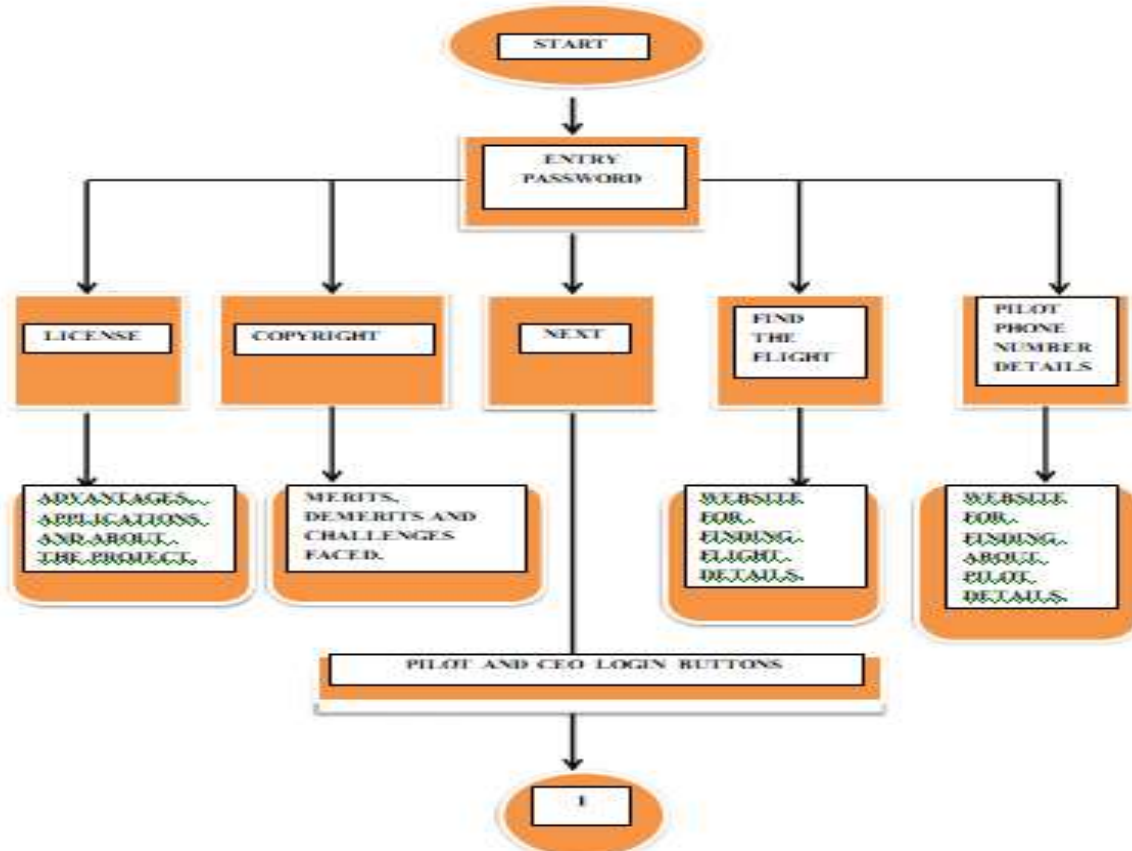 START
ENTRY
PASSWORD
LICENSE
COPYRIGHT
NEXT
FIND
THE
FLIGHT
PILOT
PHONE
NUMBER
DETAILS
ADVANTAGES,
APPLICATIONS
AND ABOUT
THE PROJECT.
MERITS,
DEMERITS AND
CHALLENGES
FACED.
WEBSITE
FOR
FINDING
FLIGHT
DETAILS.
WEBSITE
FOR
FINDING
ABOUT
PILOT
DETAILS.
PILOT AND CEO LOGIN BUTTONS
1